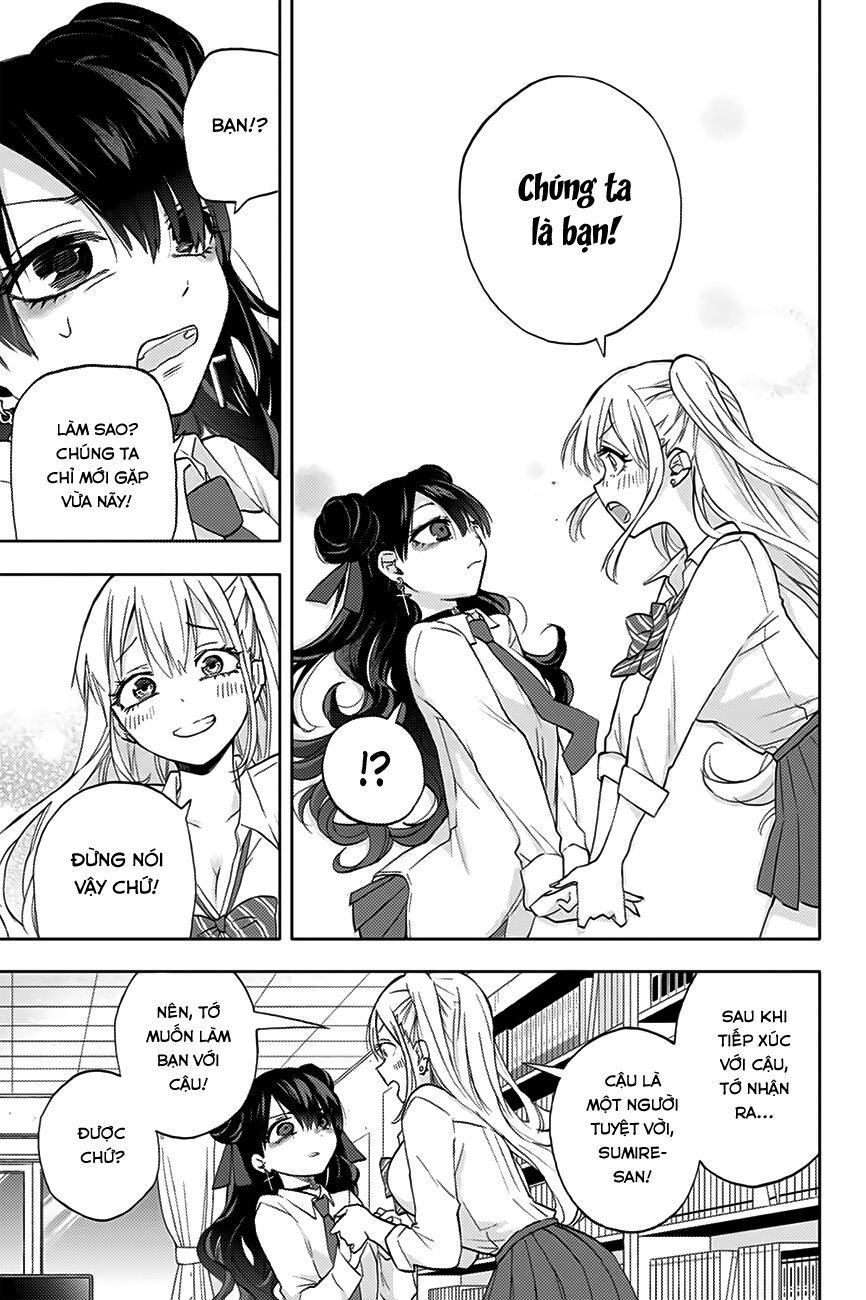 Chúng ta
là bạn!
!?
BẠN!?
LÀM SAO?
CHÚNG TA
CHỈ MỚI GẶP
VỪA NÃY!
ĐỪNG NÓI
VẬY CHỨ!
SAU KHI
TIẾP XÚC
VỚI CẬU,
TỚ NHẬN
RA...
CẬU LÀ
MỘT NGƯỜI
TUYỆT VỜI,
SUMIRE-
SAN!
NÊN, TỚ
MUỐN LÀM
BẠN VỚI
CẬU!
ĐƯỢC
CHỨ?